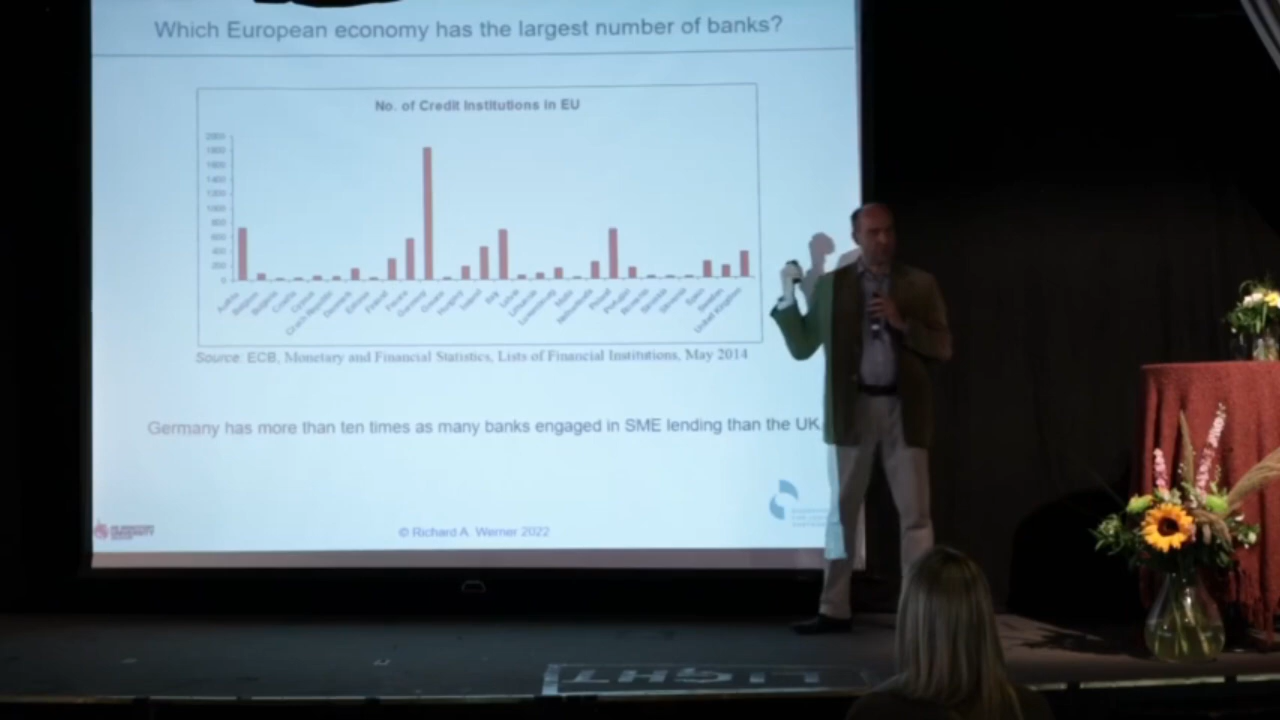 Which European economy has the largest number of banks?
No. of Credit Institutions in EU
2000
1800
1600
1400
1200
1000
800
600
400
200
0
Austria
Belgium
Bulgaria
Croatia
Cyprus
Czech Republic
Denmark
Estonia
Finland
France
Germany
Greece
Hungary
Ireland
Italy
Latvia
Lithuania
Luxembourg
Malta
Netherlands
Poland
Portugal
Romania
Slovakia
Slovenia
Spain
Sweden
United Kingdom
Source: ECB, Monetary and Financial Statistics, Lists of Financial Institutions, May 2014
Germany has more than ten times as many banks engaged in SME lending than the UK
DE MONTFORT
UNIVERSITY
© Richard A. Werner 2022
LIGHT